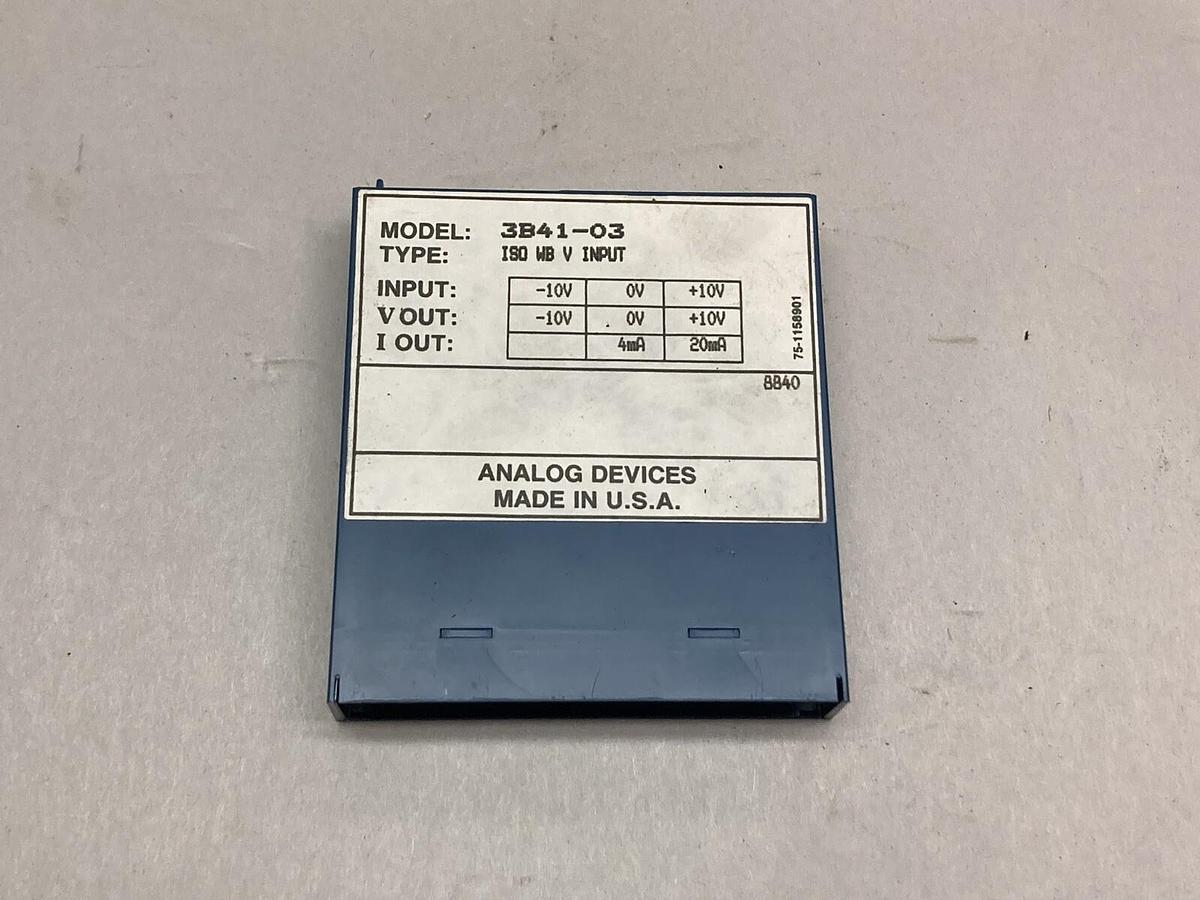 MODEL: 3B41-03
TYPE: ISO WB V INPUT
INPUT: -10V 0V +10V
V OUT: -10V 0V +10V
I OUT: 4mA 20mA
75-1158901
8840
ANALOG DEVICES
MADE IN U.S.A.